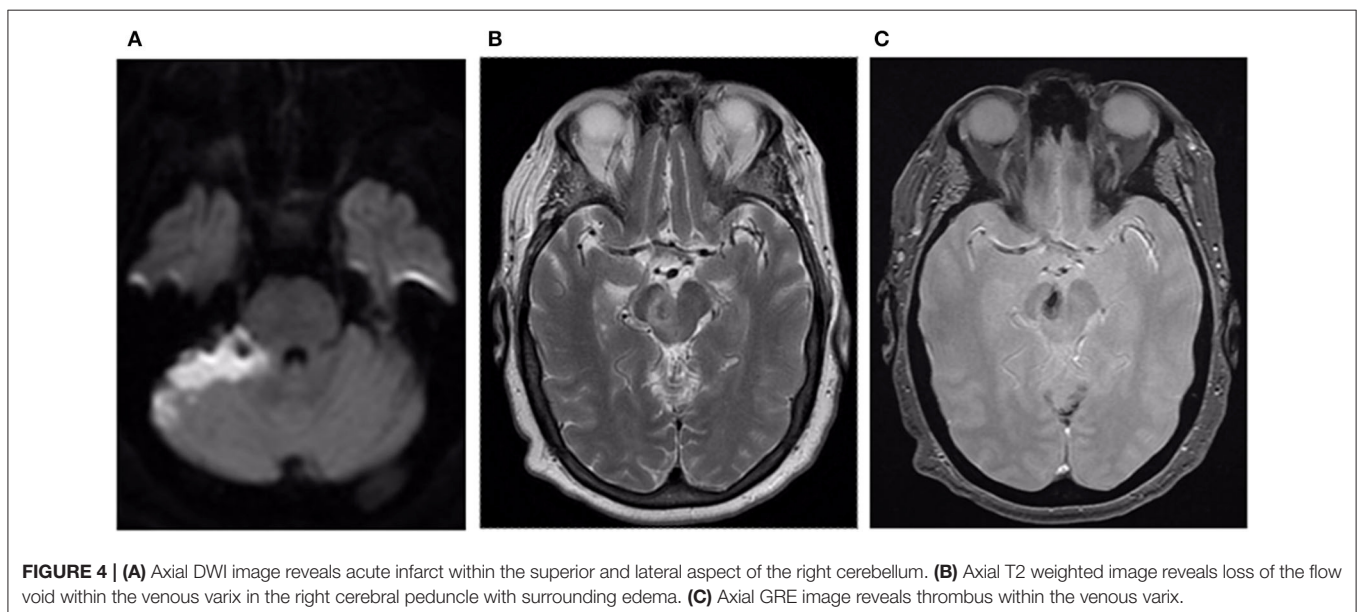 A
B
C
FIGURE 4 | (A) Axial DWI image reveals acute infarct within the superior and lateral aspect of the right cerebellum. (B) Axial T2 weighted image reveals loss of the flow
void within the venous varix in the right cerebral peduncle with surrounding edema. (C) Axial GRE image reveals thrombus within the venous varix.